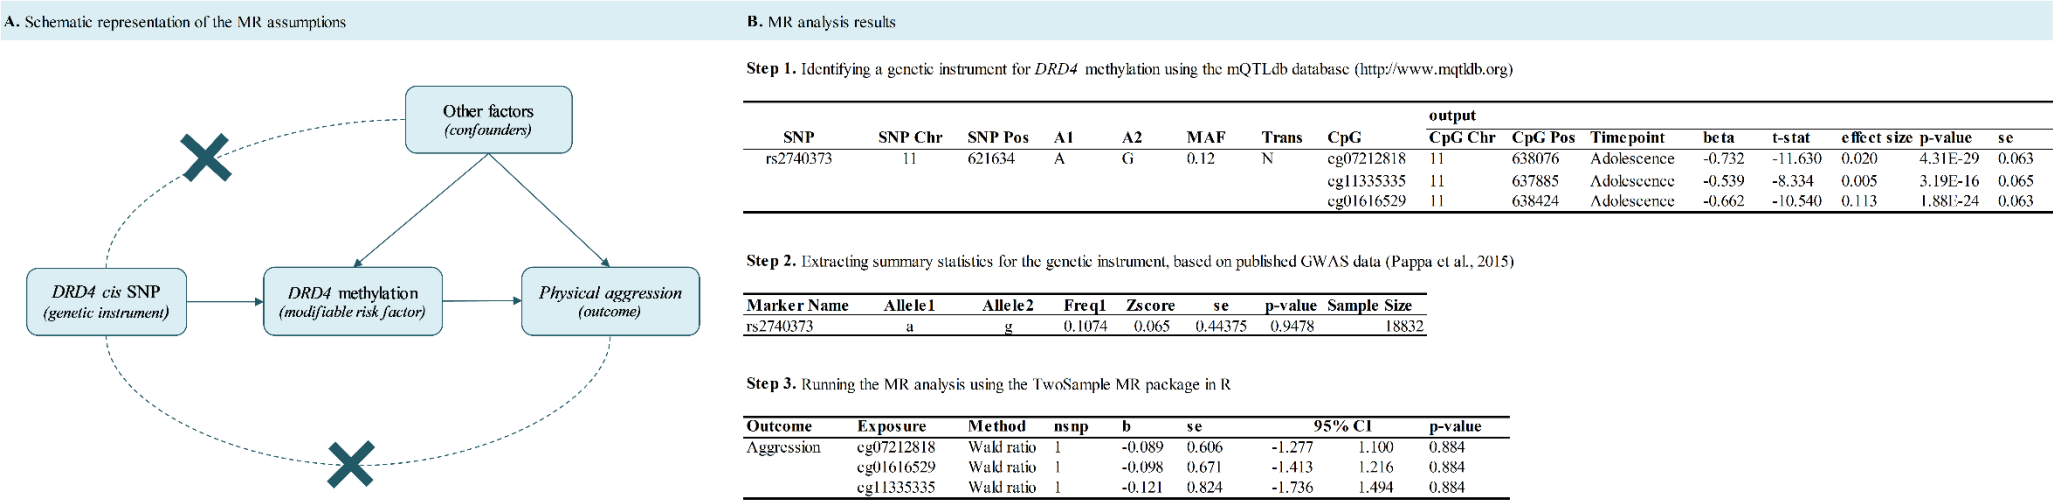 A. Schematic representation of the MR assumptions
Other factors
(confounders)
DRD4 cis SNP
(genetic instrument)
DRD4 methylation
(modifiable risk factor)
Physical aggression
(outcome)
B. MR analysis results
Step 1. Identifying a genetic instrument for DRD4 methylation using the mQTLdb database (http://www.mqtldb.org)
output
SNP SNP Chr SNP Pos A1 A2 MAF Trans CpG CpG Chr CpG Pos Timepoint beta t-stat effect size p-value se
rs2740373 11 621634 A G 0.12 N cg07212818 11 638076 Adolescence -0.732 -11.630 0.020 4.31E-29 0.063
cg11335335 11 637885 Adolescence -0.539 -8.334 0.005 3.19E-16 0.065
cg01616529 11 638424 Adolescence -0.662 -10.540 0.113 1.88E-24 0.063
Step 2. Extracting summary statistics for the genetic instrument, based on published GWAS data (Pappa et al., 2015)
Marker Name Allele1 Allele2 Freq1 Zscore se p-value Sample Size
rs2740373 a g 0.1074 0.065 0.44375 0.9478 18832
Step 3. Running the MR analysis using the TwoSample MR package in R
Outcome Exposure Method nsnp b se 95% CI p-value
Aggression cg07212818 Wald ratio 1 -0.089 0.606 -1.277 1.100 0.884
cg01616529 Wald ratio 1 -0.098 0.671 -1.413 1.216 0.884
cg11335335 Wald ratio 1 -0.121 0.824 -1.736 1.494 0.884